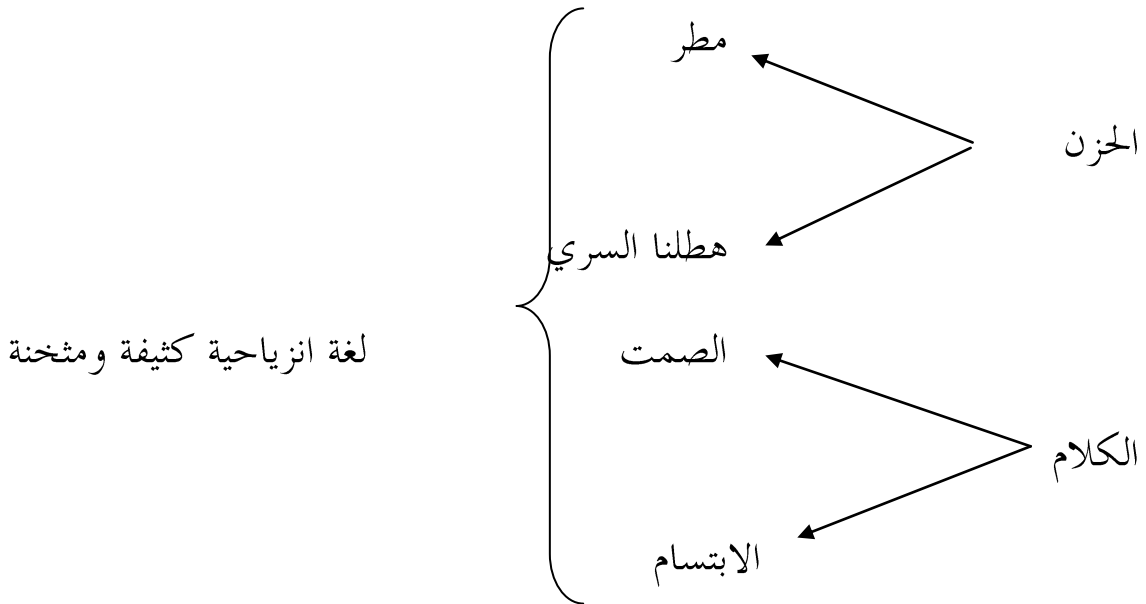 مطر
الحزن
هطلنا السري
لغة انزياحية كثيفة ومثخنة
الصمت
الكلام
الابتسام